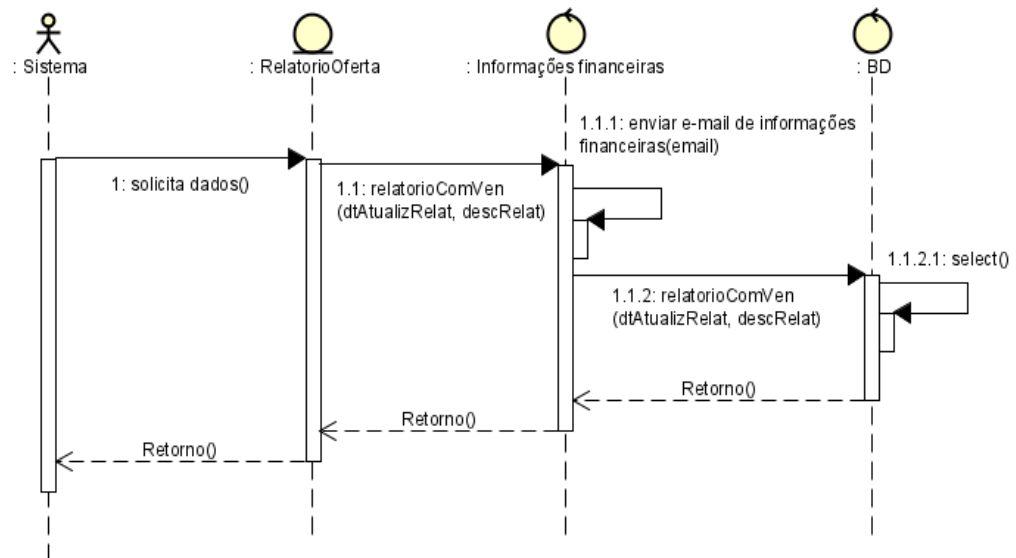 : Sistema
: RelatorioOferta
: Informações financeiras
: BD
1.1.1: enviar e-mail de informações
financeiras(email)
1: solicita dados()
1.1: relatorioComVen
(dtAtualizRelat, descRelat)
1.1.2.1: select()
1.1.2: relatorioComVen
(dtAtualizRelat, descRelat)
Retorno()
Retorno()
Retorno()